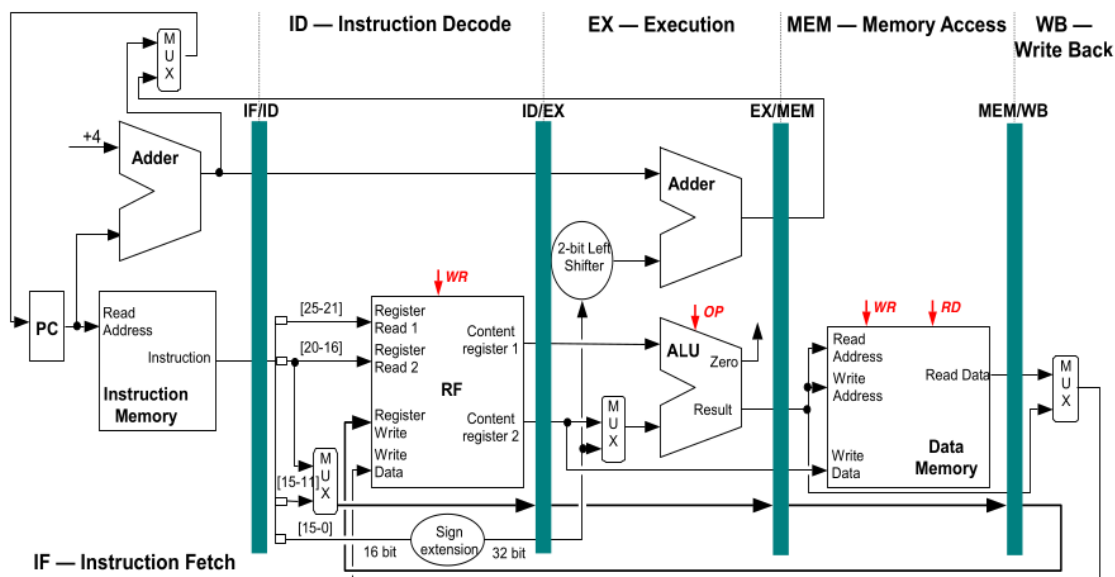 ID — Instruction Decode
EX — Execution
MEM — Memory Access
WB —
Write Back
M
U
X
IF/ID
ID/EX
EX/MEM
MEM/WB
+4
Adder
Adder
2-bit Left
Shifter
WR
OP
WR
RD
PC
Read
Address
Instruction
Instruction
Memory
[25-21]
[20-16]
[15-11]
[15-0]
Register
Read 1
Register
Read 2
RF
Register
Write
Write
Data
Content
register 1
Content
register 2
M
U
X
Sign
extension
16 bit
32 bit
M
U
X
ALU
Zero
Result
Read
Address
Write
Address
Write
Data
Read Data
Data
Memory
M
U
X
IF — Instruction Fetch